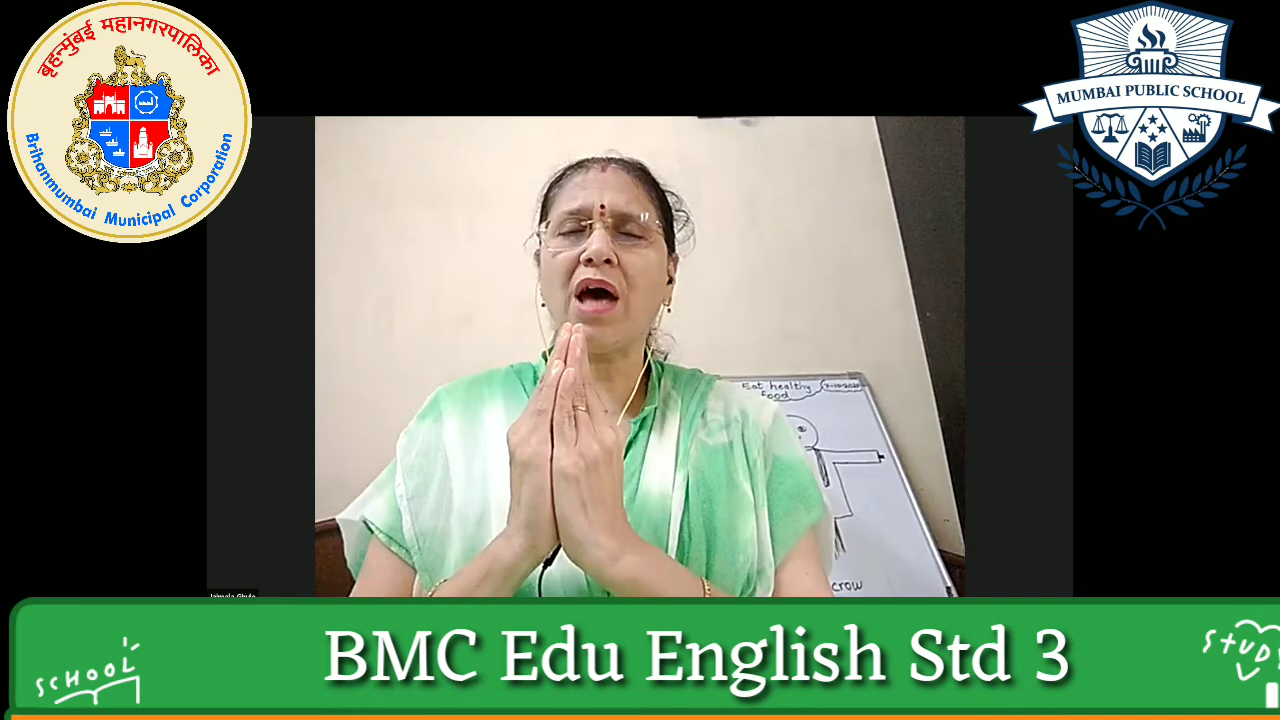 बृहन्मुंबई महानगरपालिका
Brihanmumbai Municipal Corporation
MUMBAI PUBLIC SCHOOL
Eat healthy
food
crow
BMC Edu English Std 3
SCHOOL
STUD